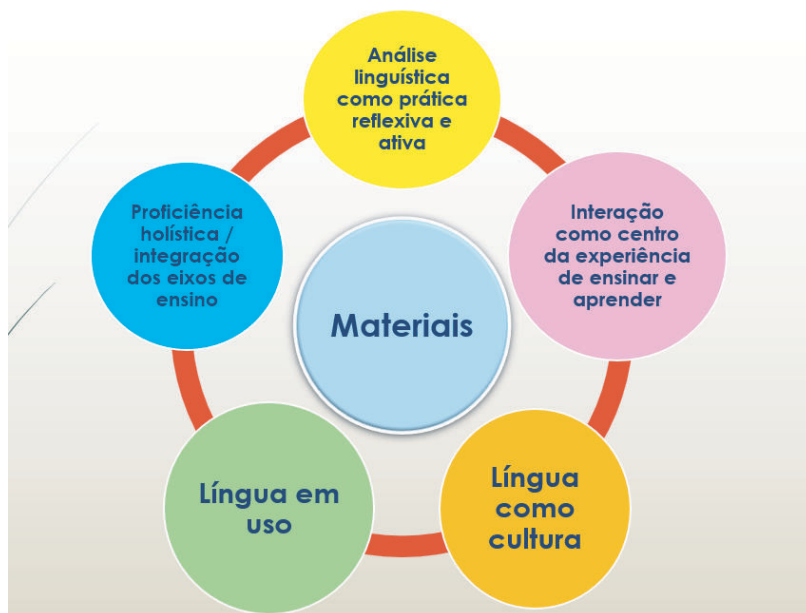 Análise
linguística
como prática
reflexiva e
ativa
Proficiência
holística /
integração
dos eixos de
ensino
Interação
como centro
da experiência
de ensinar e
aprender
Materiais
Língua em
uso
Língua
como
cultura